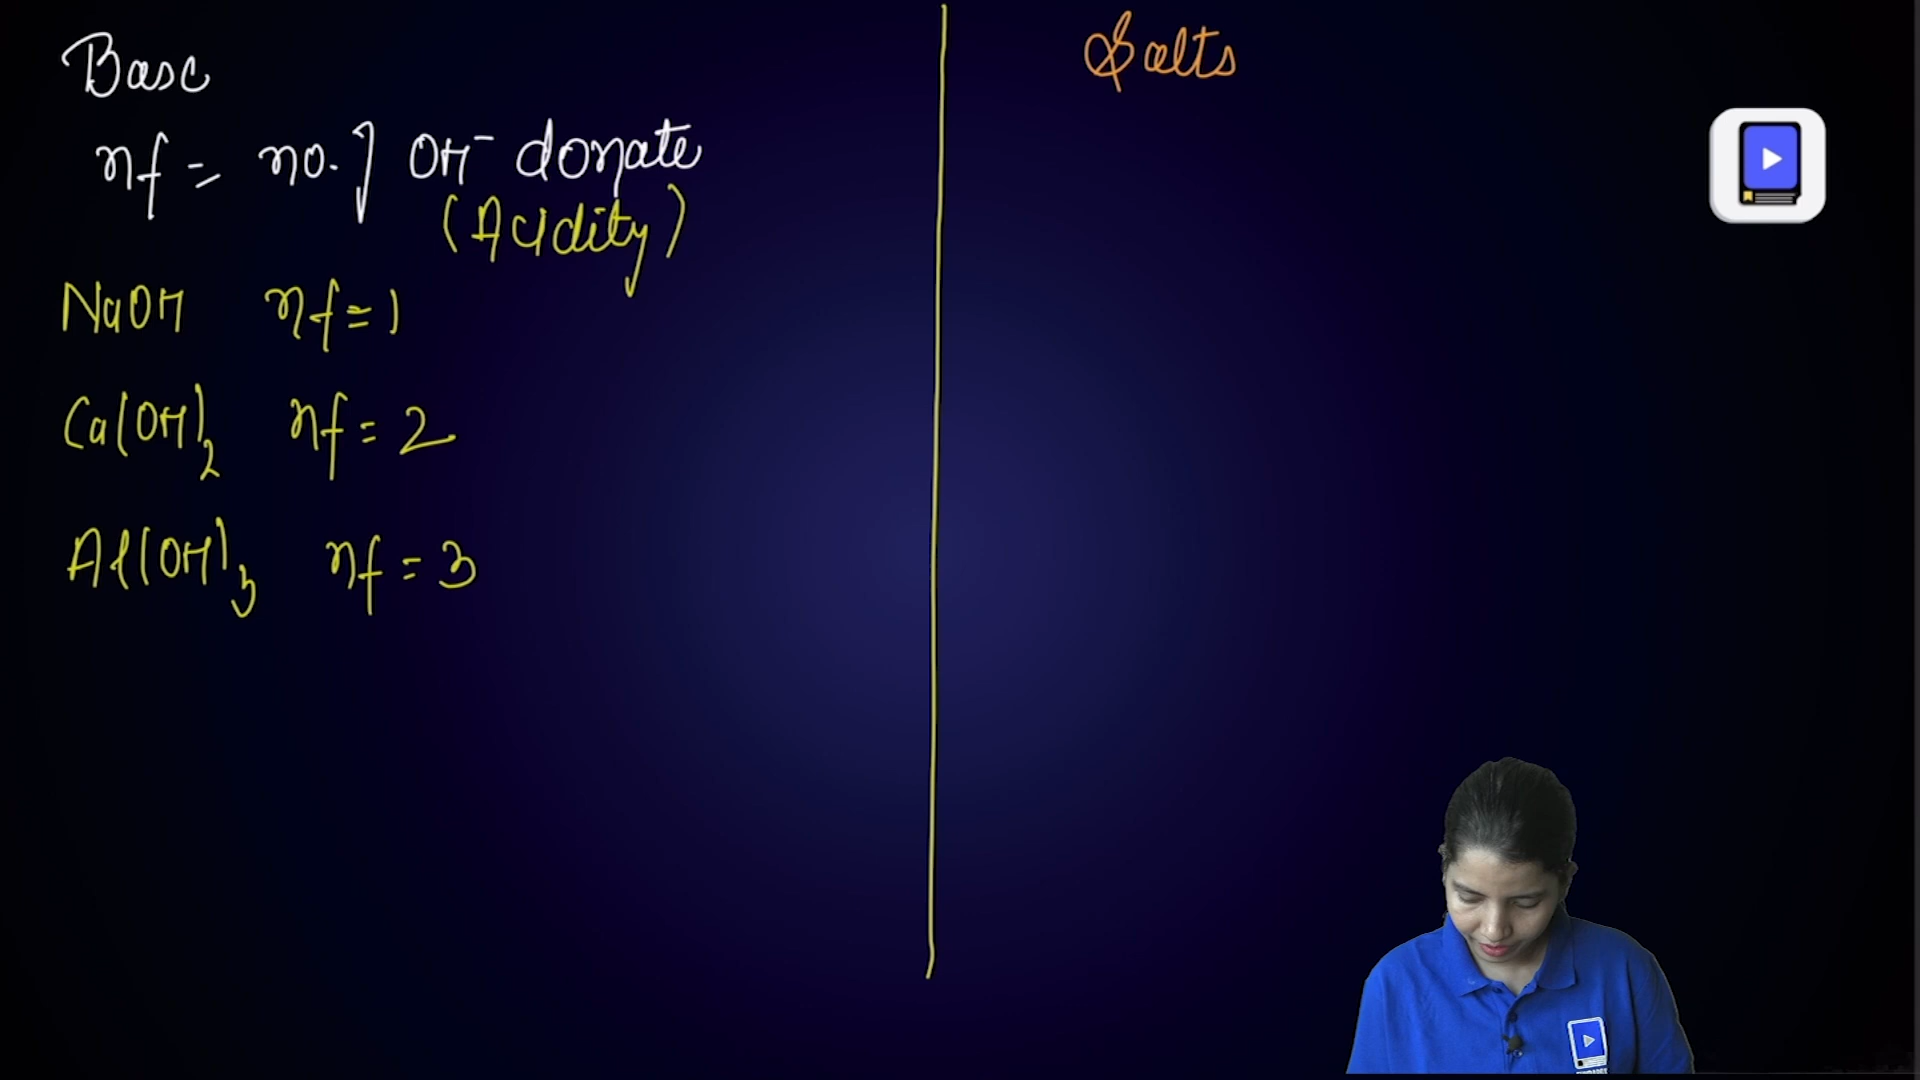 Base
nf = no. of OH⁻ donate
(Acidity)
NaOH nf = 1
Ca(OH)₂ nf = 2
Al(OH)₃ nf = 3
Salts